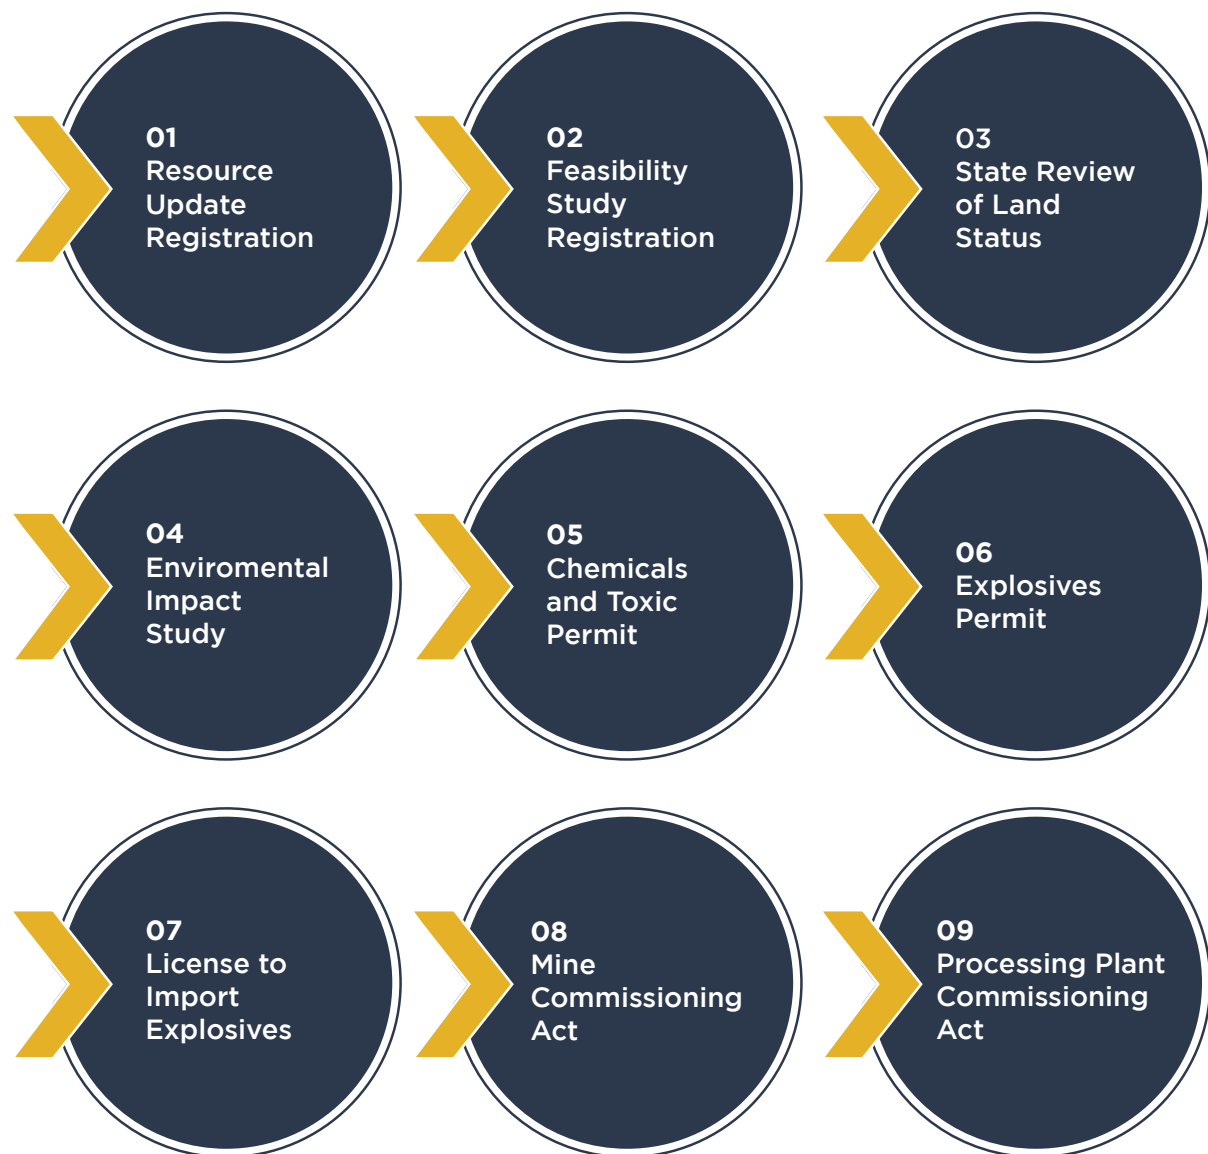 01
Resource
Update
Registration
02
Feasibility
Study
Registration
03
State Review
of Land
Status
04
Enviromental
Impact
Study
05
Chemicals
and Toxic
Permit
06
Explosives
Permit
07
License to
Import
Explosives
08
Mine
Commissioning
Act
09
Processing Plant
Commissioning
Act